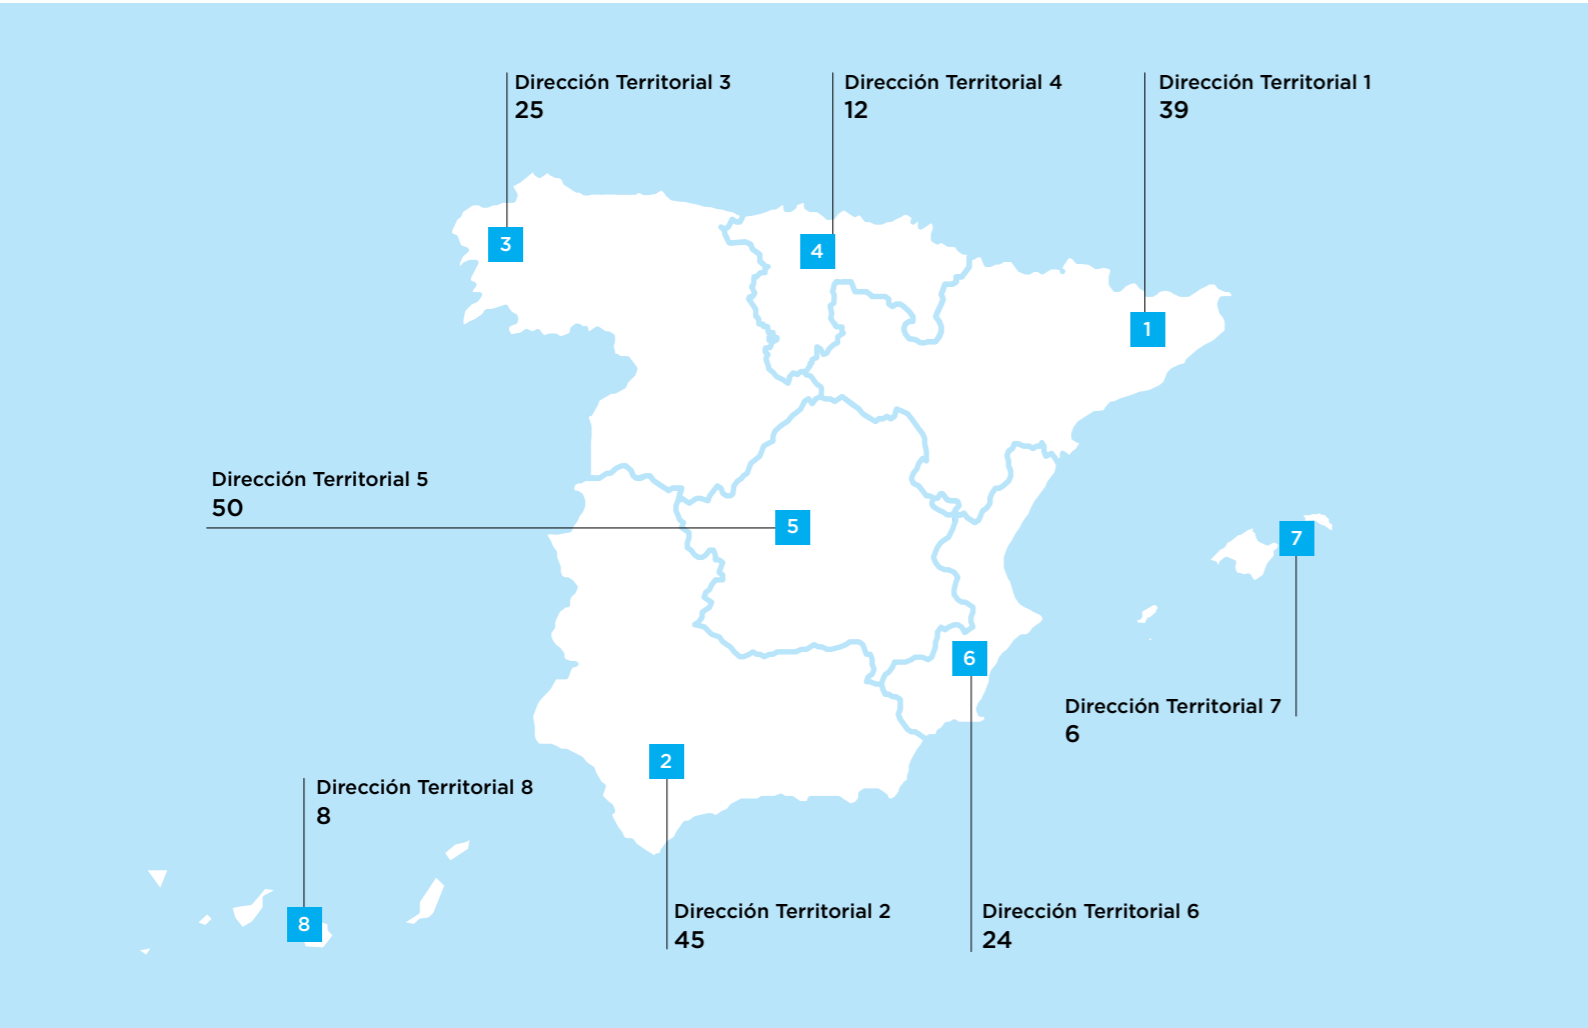 Dirección Territorial 3
25
Dirección Territorial 4
12
Dirección Territorial 1
39
3
4
1
Dirección Territorial 5
50
5
7
6
Dirección Territorial 7
6
2
Dirección Territorial 8
8
8
Dirección Territorial 2
45
Dirección Territorial 6
24